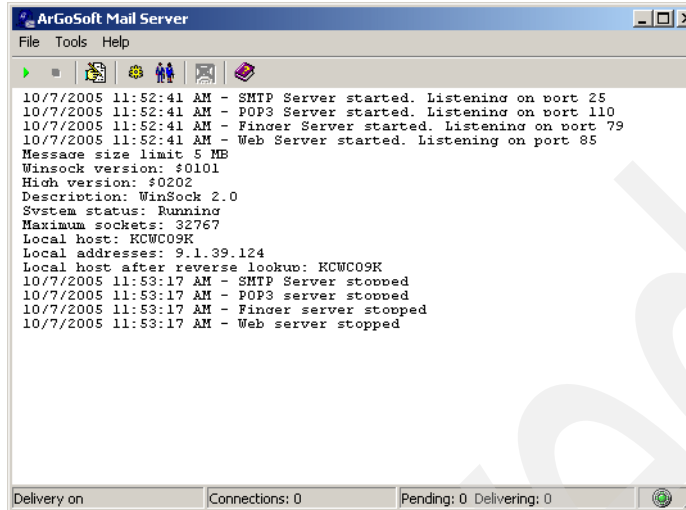 ArGoSoft Mail Server
File Tools Help
10/7/2005 11:52:41 AM - SMTP Server started. Listening on port 25
10/7/2005 11:52:41 AM - POP3 Server started. Listening on port 110
10/7/2005 11:52:41 AM - Finger Server started. Listening on port 79
10/7/2005 11:52:41 AM - Web Server started. Listening on port 85
Message size limit 5 MB
Winsock version: $0101
High version: $0202
Description: WinSock 2.0
System status: Running
Maximum sockets: 32767
Local host: KCWC09K
Local addresses: 9.1.39.124
Local host after reverse lookup: KCWC09K
10/7/2005 11:53:17 AM - SMTP Server stopped
10/7/2005 11:53:17 AM - POP3 server stopped
10/7/2005 11:53:17 AM - Finger server stopped
10/7/2005 11:53:17 AM - Web server stopped
Delivery on Connections: 0 Pending: 0 Delivering: 0